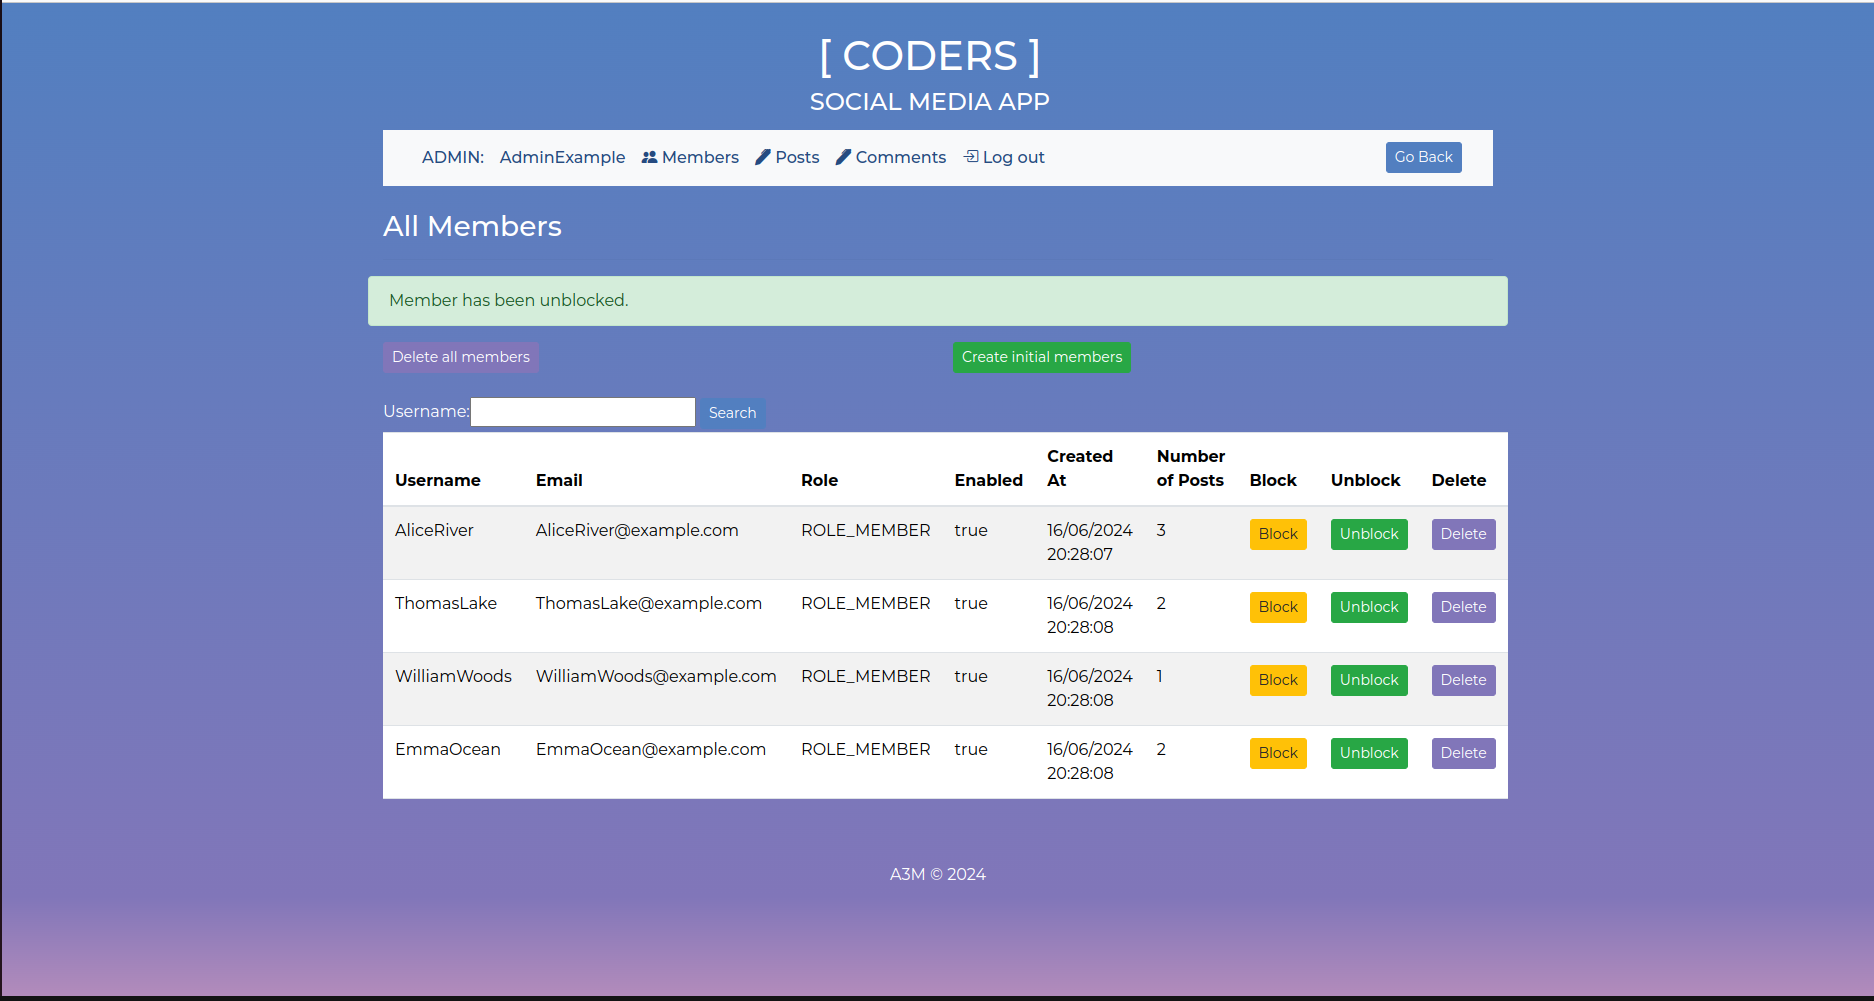 [ CODERS ]
SOCIAL MEDIA APP
ADMIN: AdminExample Members Posts Comments Log out Go Back
All Members
Member has been unblocked.
Delete all members Create initial members
Username: Search
Username Email Role Enabled Created At Number of Posts Block Unblock Delete
AliceRiver AliceRiver@example.com ROLE_MEMBER true 16/06/2024 20:28:07 3 Block Unblock Delete
ThomasLake ThomasLake@example.com ROLE_MEMBER true 16/06/2024 20:28:08 2 Block Unblock Delete
WilliamWoods WilliamWoods@example.com ROLE_MEMBER true 16/06/2024 20:28:08 1 Block Unblock Delete
EmmaOcean EmmaOcean@example.com ROLE_MEMBER true 16/06/2024 20:28:08 2 Block Unblock Delete
A3M © 2024